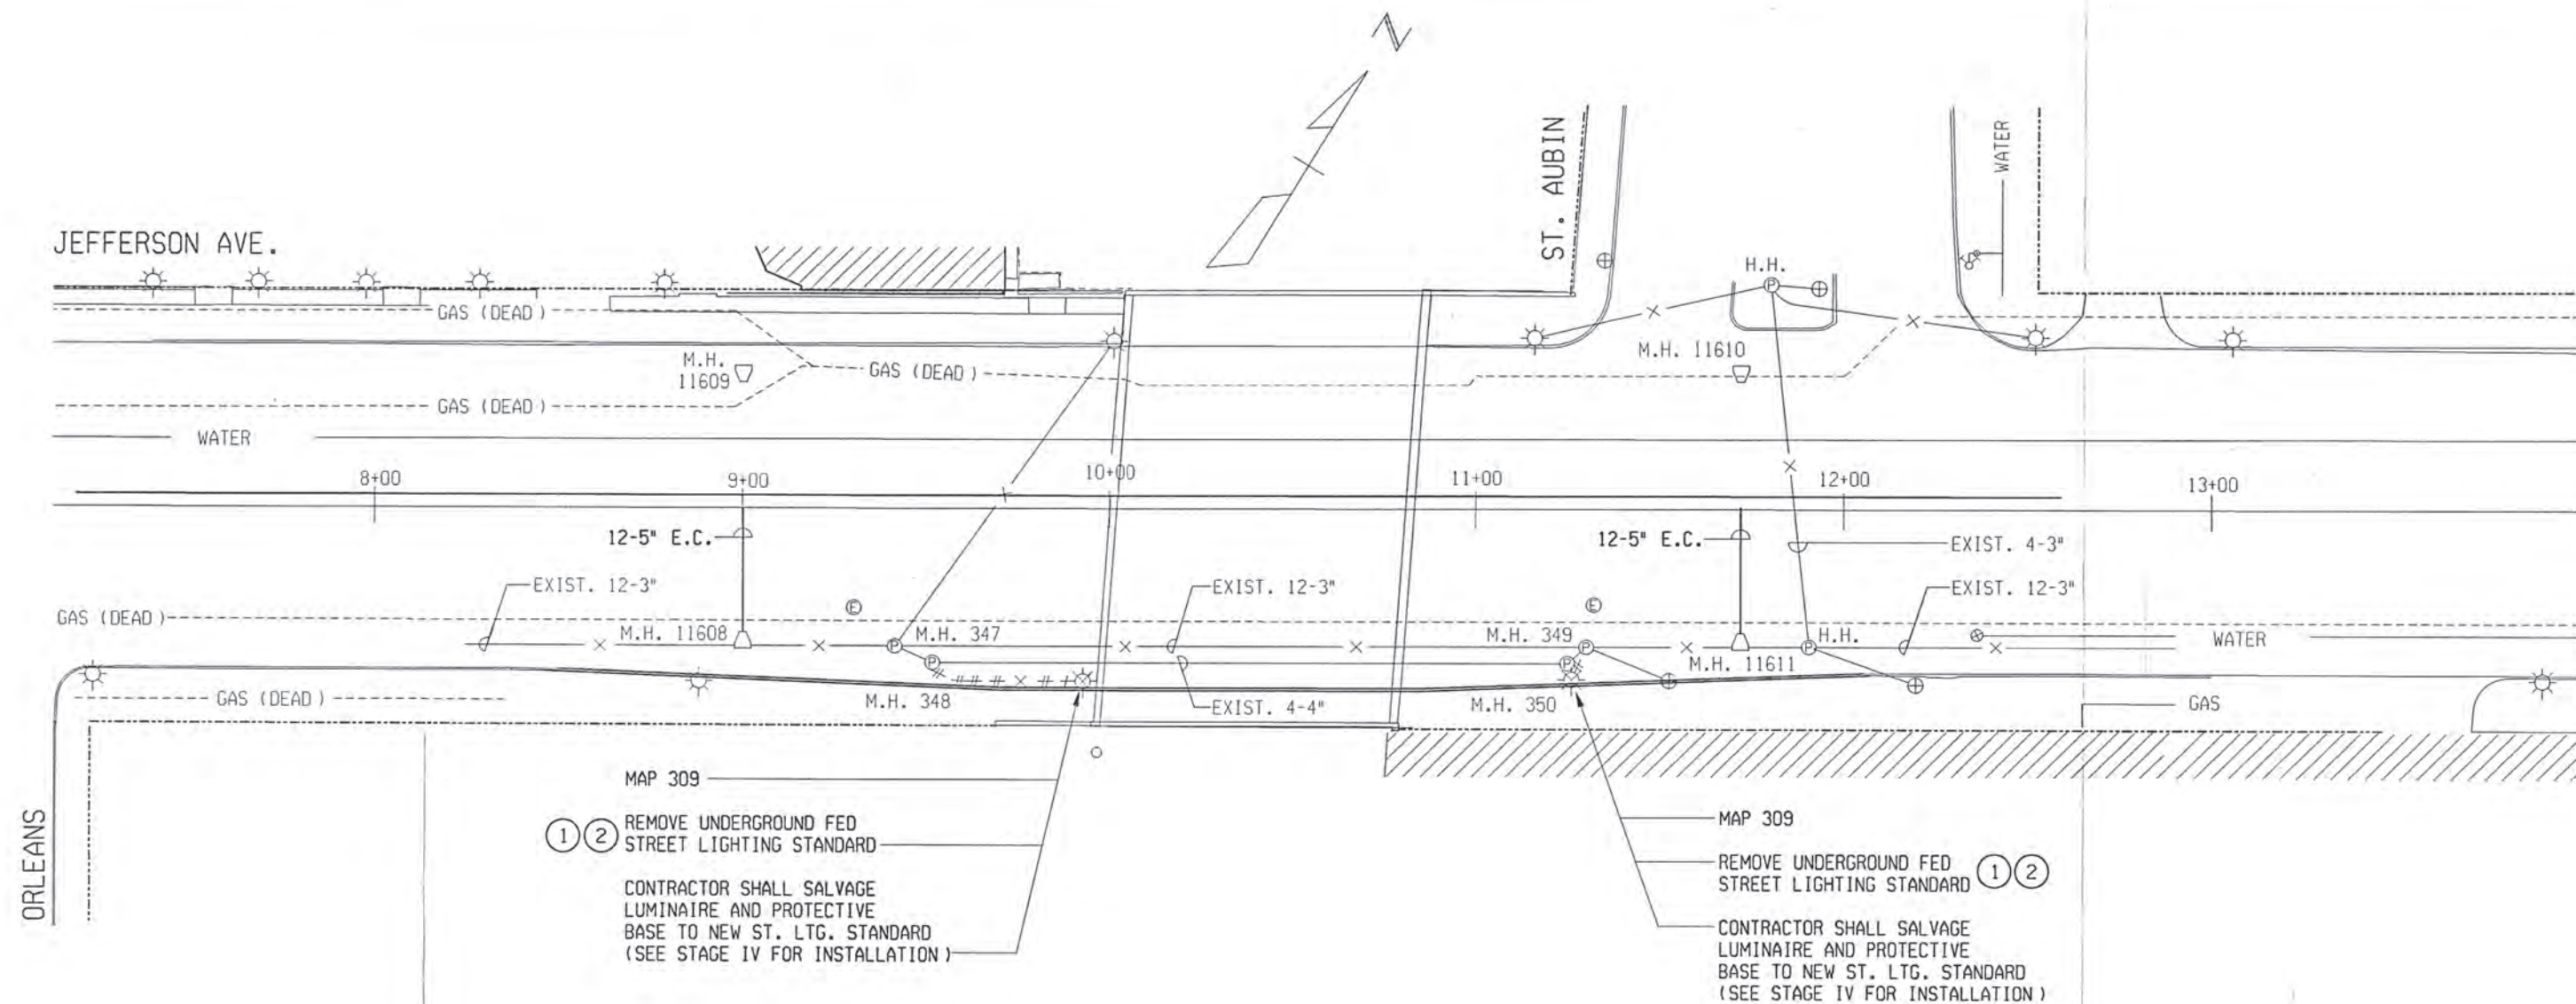 N
JEFFERSON AVE.
ST. AUBIN
WATER
H.H.
P
GAS (DEAD)
M.H.
11609
M.H. 11610
GAS (DEAD)
GAS (DEAD)
WATER
8+00
9+00
10+00
11+00
12+00
13+00
12-5" E.C.
12-5" E.C.
EXIST. 4-3"
EXIST. 12-3"
EXIST. 12-3"
EXIST. 12-3"
E
E
GAS (DEAD)
M.H. 11608
M.H. 347
M.H. 349
H.H.
WATER
P
P
P
P
P
M.H. 11611
GAS (DEAD)
M.H. 348
EXIST. 4-4"
M.H. 350
GAS
ORLEANS
MAP 309
1 2 REMOVE UNDERGROUND FED
STREET LIGHTING STANDARD
CONTRACTOR SHALL SALVAGE
LUMINAIRE AND PROTECTIVE
BASE TO NEW ST. LTG. STANDARD
(SEE STAGE IV FOR INSTALLATION)
MAP 309
REMOVE UNDERGROUND FED 1 2
STREET LIGHTING STANDARD
CONTRACTOR SHALL SALVAGE
LUMINAIRE AND PROTECTIVE
BASE TO NEW ST. LTG. STANDARD
(SEE STAGE IV FOR INSTALLATION)